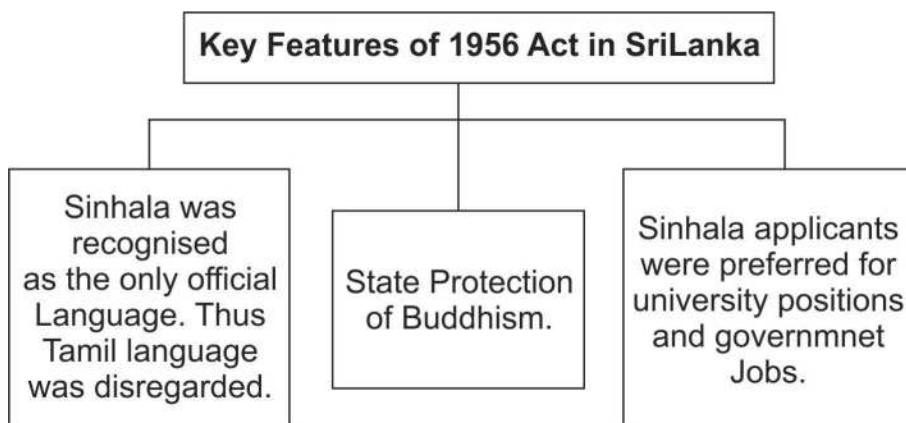 Key Features of 1956 Act in SriLanka
Sinhala was
recognised
as the only official
Language. Thus
Tamil language
was disregarded.
State Protection
of Buddhism.
Sinhala applicants
were preferred for
university positions
and governmnet
Jobs.